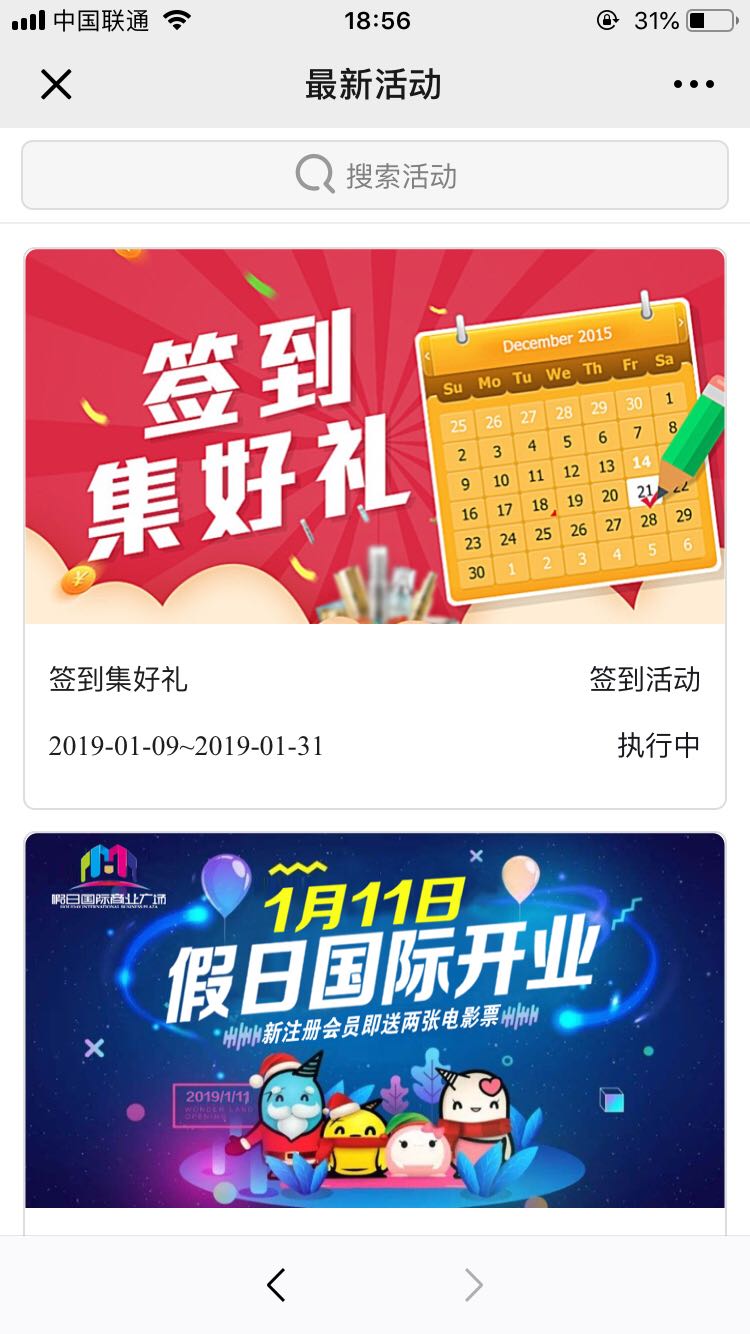 中国联通
18:56
31%
最新活动
搜索活动
签到
集好礼
December 2015
Su Mo Tu We Th Fr Sa
25 26 27 28 29 30 1
2 3 4 5 6 7 8
9 10 11 12 13 14
16 17 18 19 20 21 22
23 24 25 26 27 28 29
30 1 2 3 4 5 6
签到集好礼
签到活动
2019-01-09~2019-01-31
执行中
假日国际商业广场
HOLIDAY INTERNATIONAL BUSINESS PLAZA
1月11日
假日国际开业
新注册会员即送两张电影票
2019/1/11
WONDER LAND
OPENING